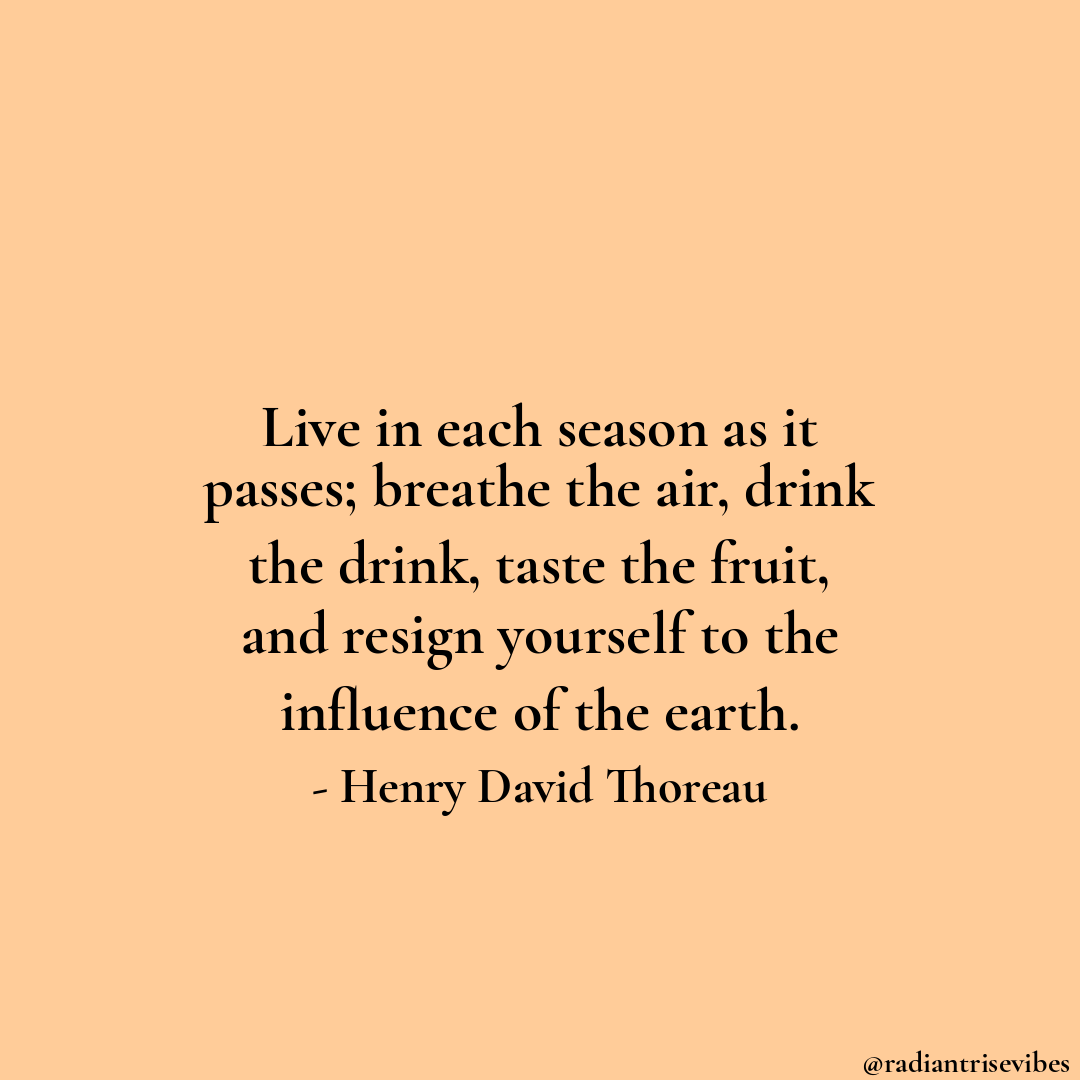 Live in each season as it
passes; breathe the air, drink
the drink, taste the fruit,
and resign yourself to the
influence of the earth.
- Henry David Thoreau
@radiantrisevibes